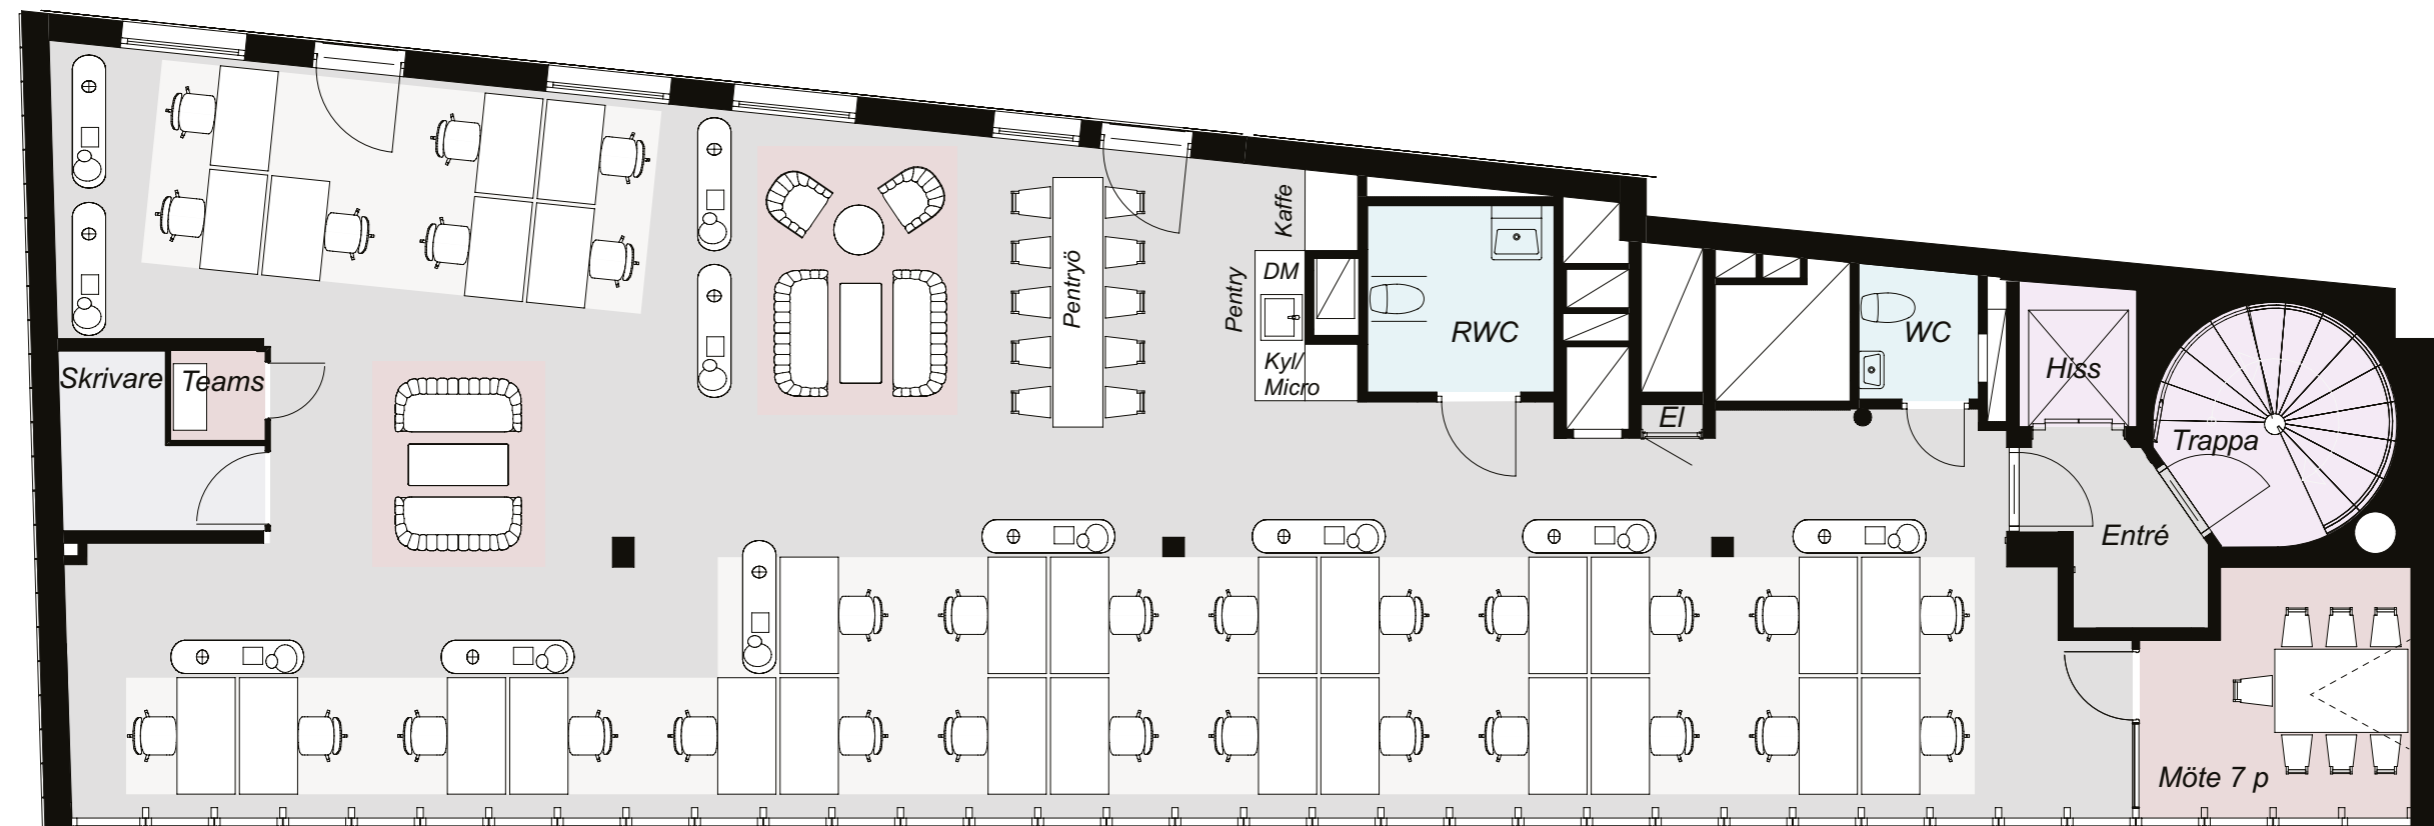 Skrivare
Teams
Pentryö
Kaffe
Pentry
DM
Kyl/
Micro
RWC
El
WC
Hiss
Trappa
Entré
Möte 7 p